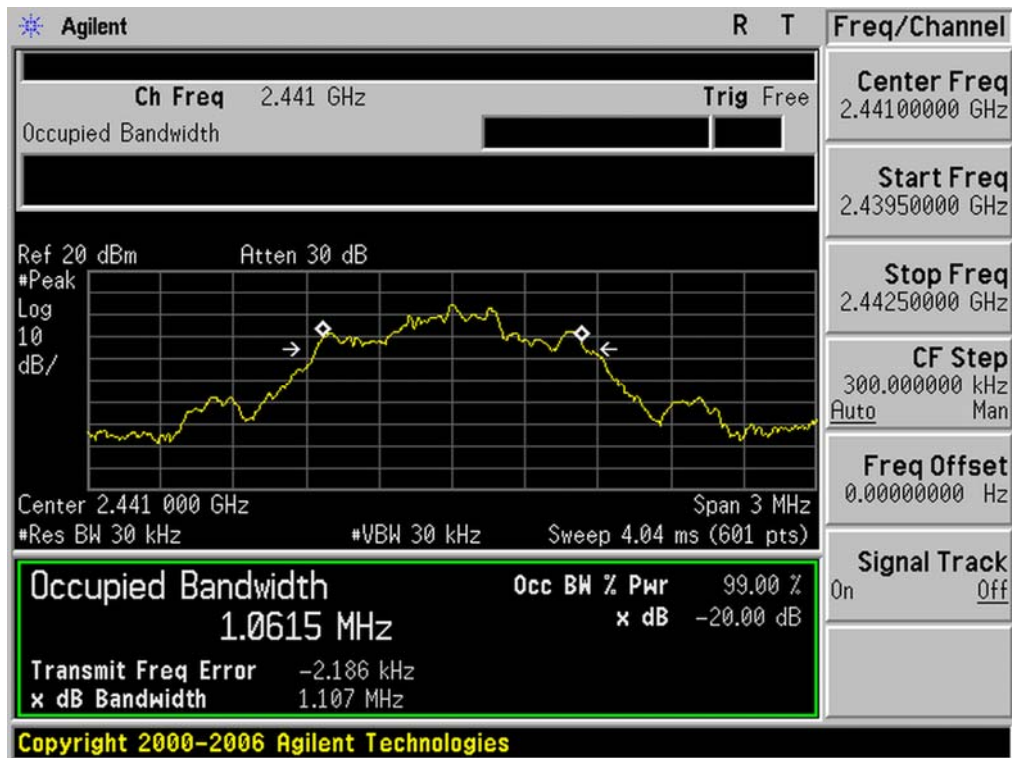 Agilent R T
Ch Freq 2.441 GHz Trig Free
Occupied Bandwidth
Ref 20 dBm Atten 30 dB
#Peak
Log
10
dB/
Center 2.441 000 GHz Span 3 MHz
#Res BW 30 kHz #VBW 30 kHz Sweep 4.04 ms (601 pts)
Occupied Bandwidth
1.0615 MHz
Occ BW % Pwr 99.00 %
x dB -20.00 dB
Transmit Freq Error -2.186 kHz
x dB Bandwidth 1.107 MHz
Copyright 2000-2006 Agilent Technologies
Freq/Channel
Center Freq
2.44100000 GHz
Start Freq
2.43950000 GHz
Stop Freq
2.44250000 GHz
CF Step
300.000000 kHz
Auto Man
Freq Offset
0.00000000 Hz
Signal Track
On Off